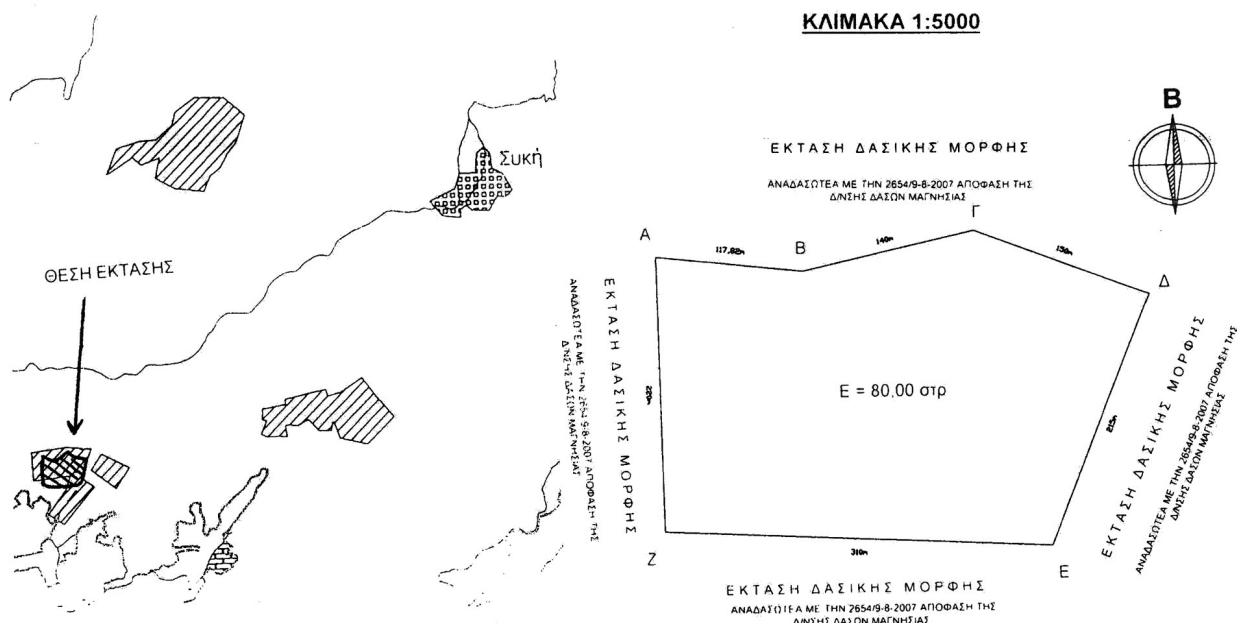 ΚΛΙΜΑΚΑ 1:5000
Β
Συκή
ΘΕΣΗ ΕΚΤΑΣΗΣ
ΕΚΤΑΣΗ ΔΑΣΙΚΗΣ ΜΟΡΦΗΣ
ΑΝΑΔΑΣΩΤΕΑ ΜΕ ΤΗΝ 2654/9-8-2007 ΑΠΟΦΑΣΗ ΤΗΣ
Δ/ΝΣΗΣ ΔΑΣΩΝ ΜΑΓΝΗΣΙΑΣ
Α
117,82m
Β
140m
Γ
150m
Δ
ΕΚΤΑΣΗ ΔΑΣΙΚΗΣ ΜΟΡΦΗΣ
ΑΝΑΔΑΣΩΤΕΑ ΜΕ ΤΗΝ 2654/9-8-2007 ΑΠΟΦΑΣΗ ΤΗΣ
Δ/ΝΣΗΣ ΔΑΣΩΝ ΜΑΓΝΗΣΙΑΣ
220m
Ε = 80,00 στρ
215m
ΕΚΤΑΣΗ ΔΑΣΙΚΗΣ ΜΟΡΦΗΣ
ΑΝΑΔΑΣΩΤΕΑ ΜΕ ΤΗΝ 2654/9-8-2007 ΑΠΟΦΑΣΗ ΤΗΣ
Δ/ΝΣΗΣ ΔΑΣΩΝ ΜΑΓΝΗΣΙΑΣ
Ζ
310m
Ε
ΕΚΤΑΣΗ ΔΑΣΙΚΗΣ ΜΟΡΦΗΣ
ΑΝΑΔΑΣΩΤΕΑ ΜΕ ΤΗΝ 2654/9-8-2007 ΑΠΟΦΑΣΗ ΤΗΣ
Δ/ΝΣΗΣ ΔΑΣΩΝ ΜΑΓΝΗΣΙΑΣ